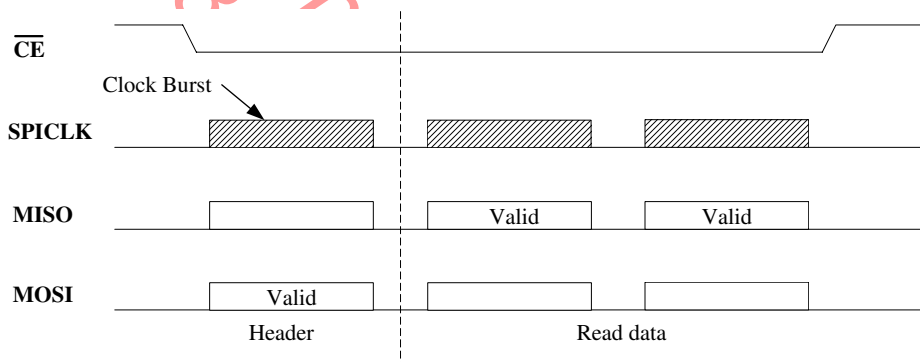 CE
Clock Burst
SPICLK
MISO
Valid
Valid
MOSI
Valid
Header
Read data